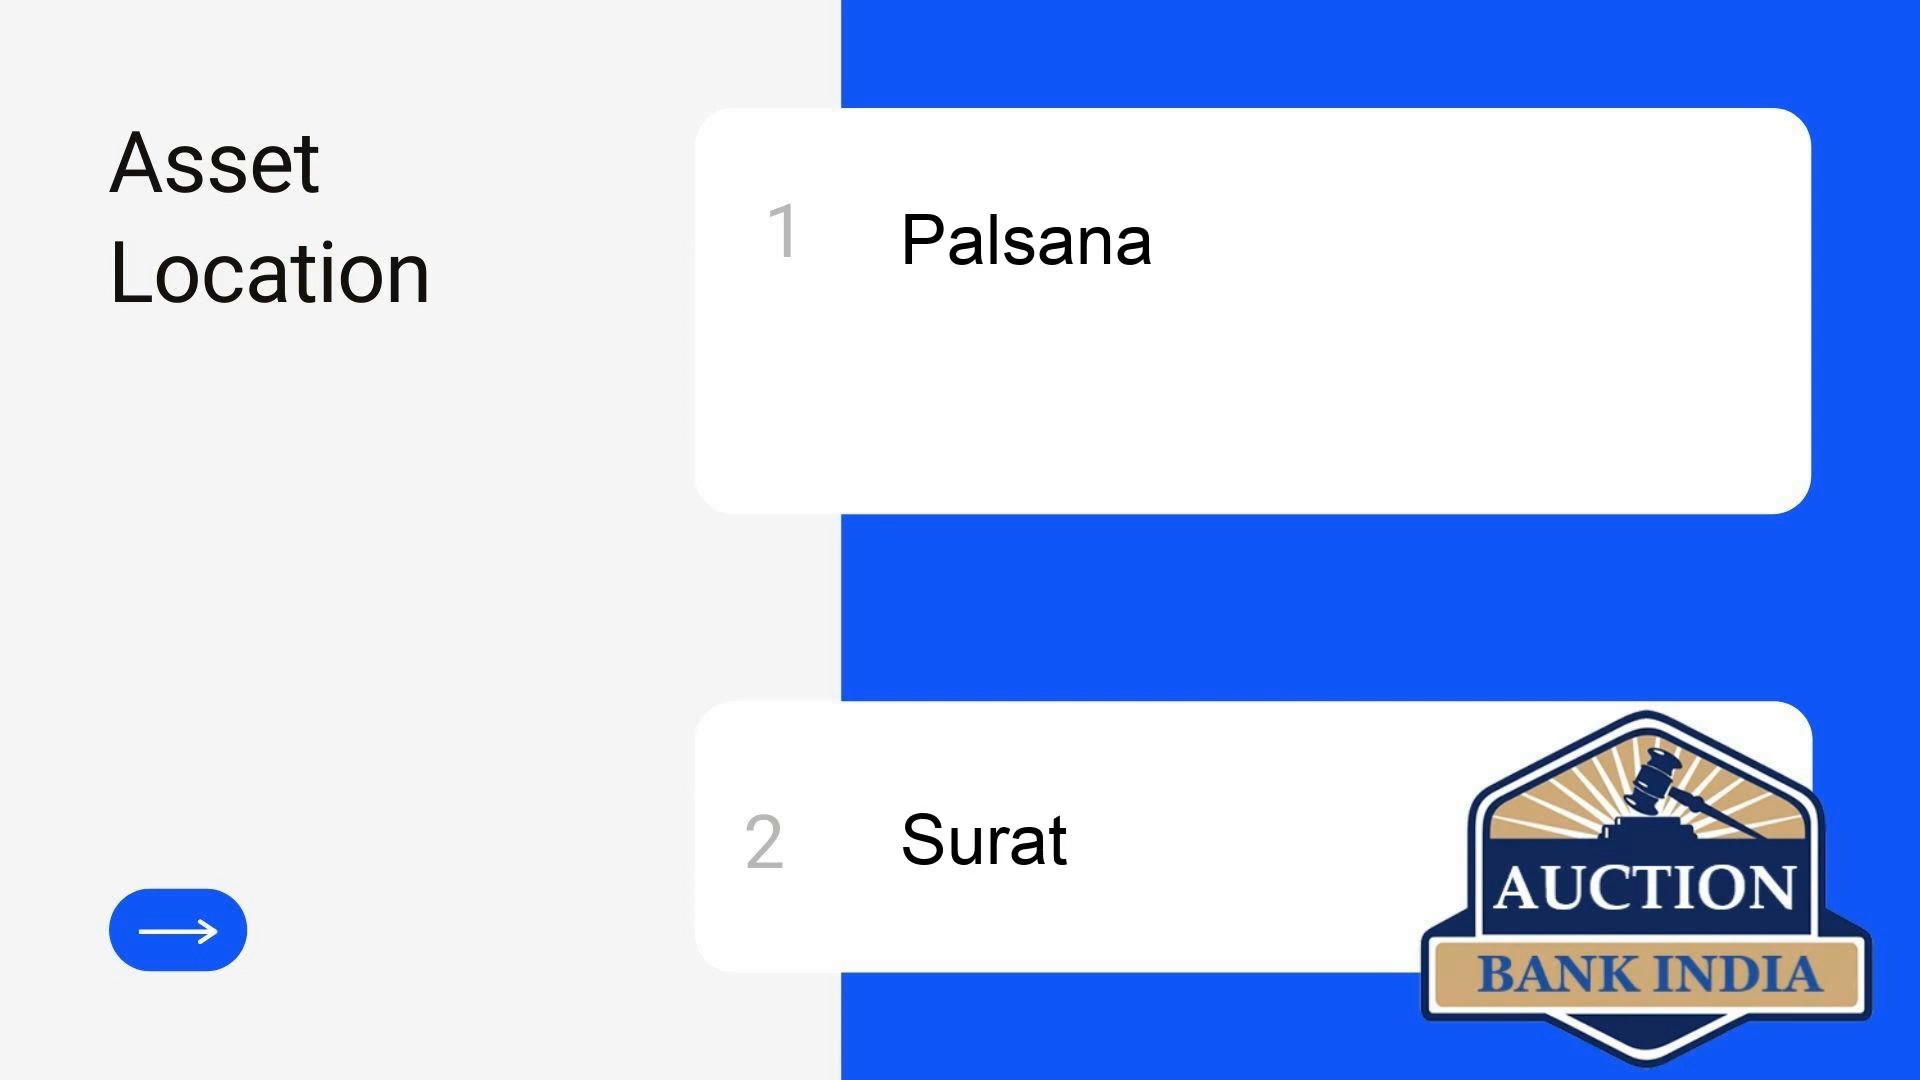 Asset
Location
1
Palsana
2
Surat
AUCTION
BANK INDIA